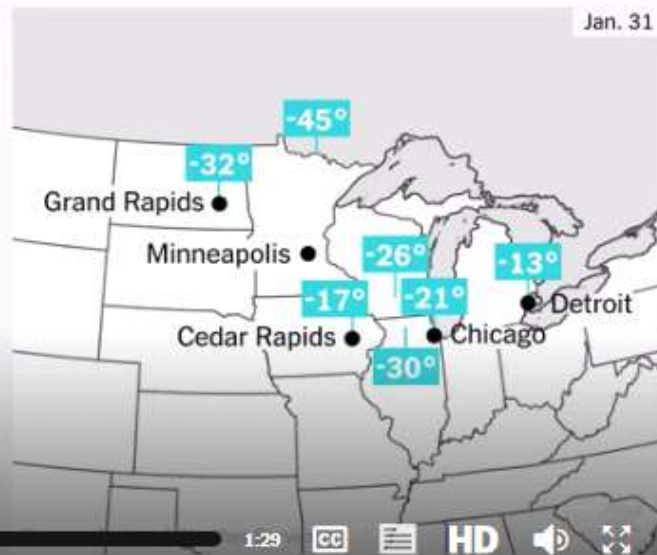 Jan. 31
-45°
-32°
Grand Rapids
Minneapolis
-26°
-13°
-17°
-21°
Detroit
Cedar Rapids
Chicago
-30°
1:29
CC
HD